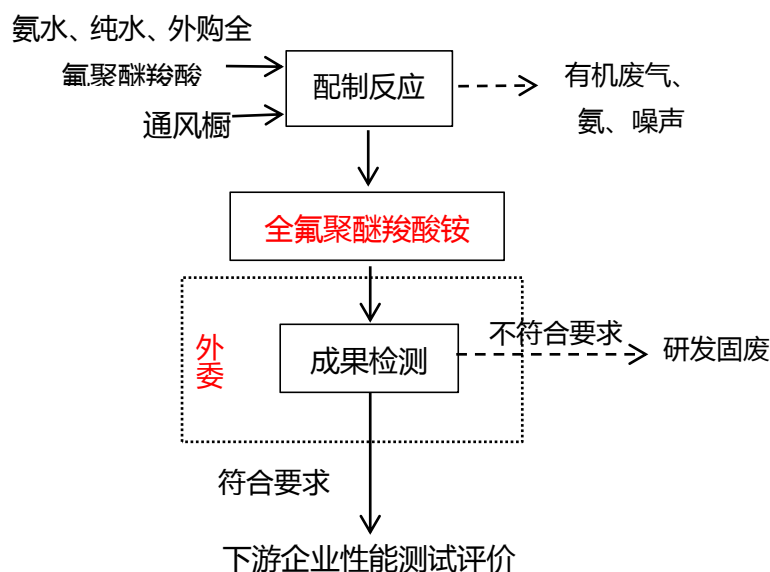 氨水、纯水、外购全
氟聚醚羧酸
通风橱
配制反应
有机废气、
氨、噪声
全氟聚醚羧酸铵
外委
成果检测
不符合要求
研发固废
符合要求
下游企业性能测试评价